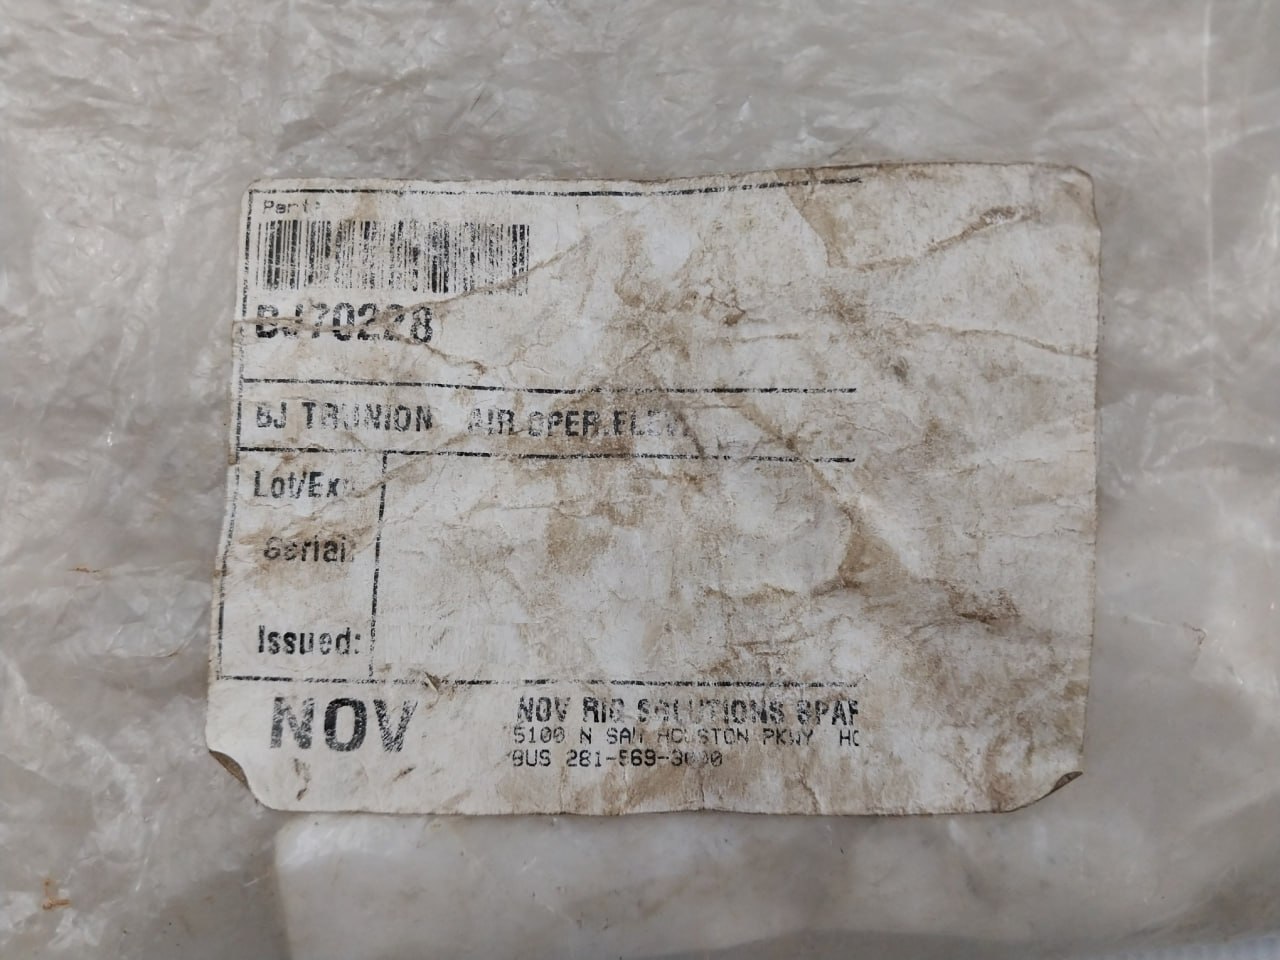 Part:
BJ70228
BJ TRUNION AIR OPER.ELEV.
Lot/Exp
Serial:
Issued:
NOV
NOV RIG SOLUTIONS SPAR
5100 N SAM HOUSTON PKWY HO
BUS 281-569-3000